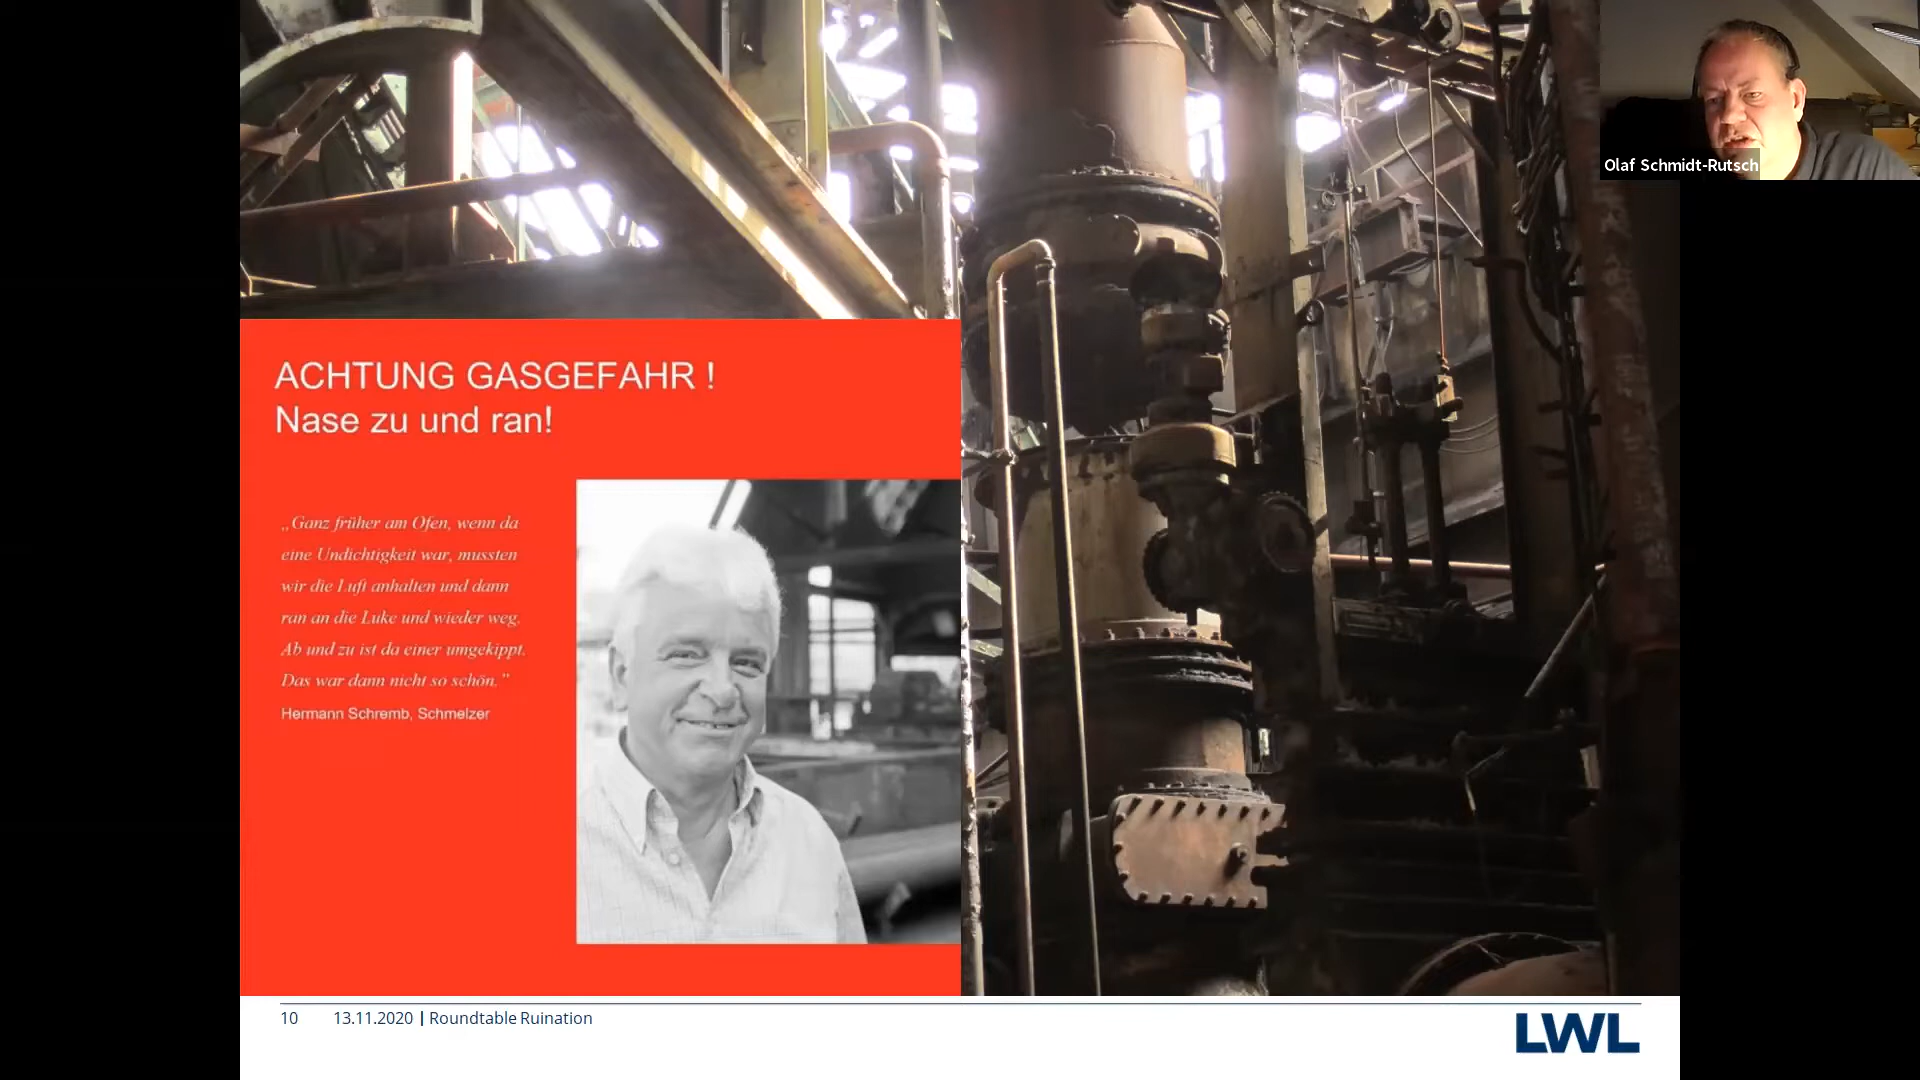 Olaf Schmidt-Rutsch
ACHTUNG GASGEFAHR !
Nase zu und ran!
„Ganz früher am Ofen, wenn da
eine Undichtigkeit war, mussten
wir die Luft anhalten und dann
ran an die Luke und wieder weg.
Ab und zu ist da einer umgekippt.
Das war dann nicht so schön.”
Hermann Schremb, Schmelzer
10 13.11.2020 | Roundtable Ruination
LWL